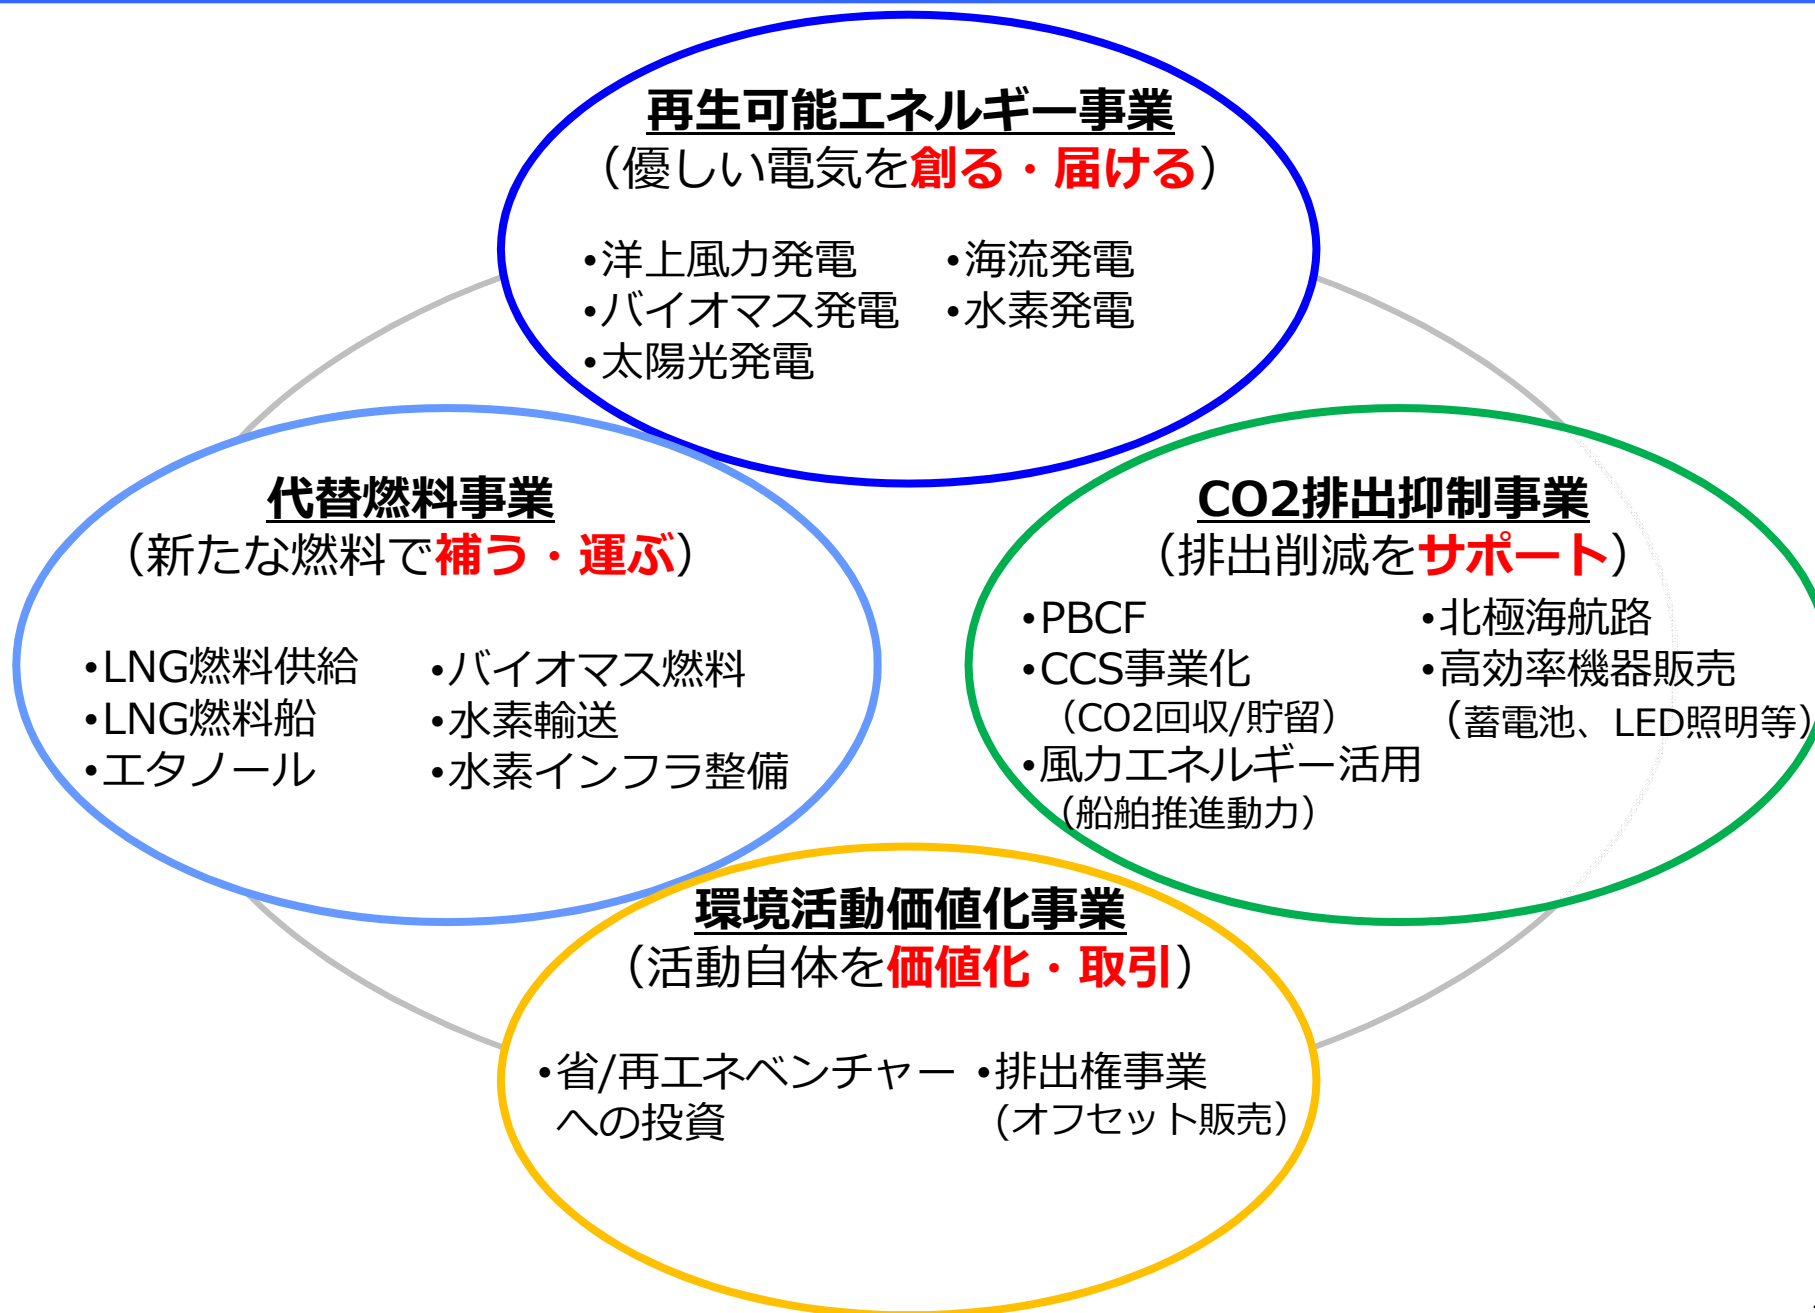 再生可能エネルギー事業
（優しい電気を創る・届ける）
•洋上風力発電
•バイオマス発電
•太陽光発電
•海流発電
•水素発電
代替燃料事業
（新たな燃料で補う・運ぶ）
•LNG燃料供給
•LNG燃料船
•エタノール
•バイオマス燃料
•水素輸送
•水素インフラ整備
CO2排出抑制事業
（排出削減をサポート）
•PBCF
•CCS事業化
（CO2回収/貯留）
•風力エネルギー活用
（船舶推進動力）
•北極海航路
•高効率機器販売
（蓄電池、LED照明等）
環境活動価値化事業
（活動自体を価値化・取引）
•省/再エネベンチャー
への投資
•排出権事業
(オフセット販売）